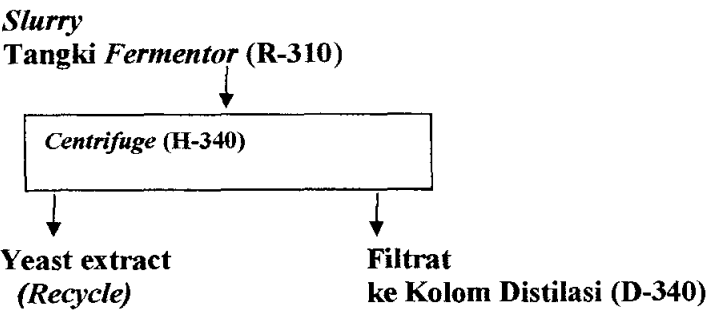 Slurry
Tangki Fermentor (R-310)
Centrifuge (H-340)
Yeast extract
(Recycle)
Filtrat
ke Kolom Distilasi (D-340)